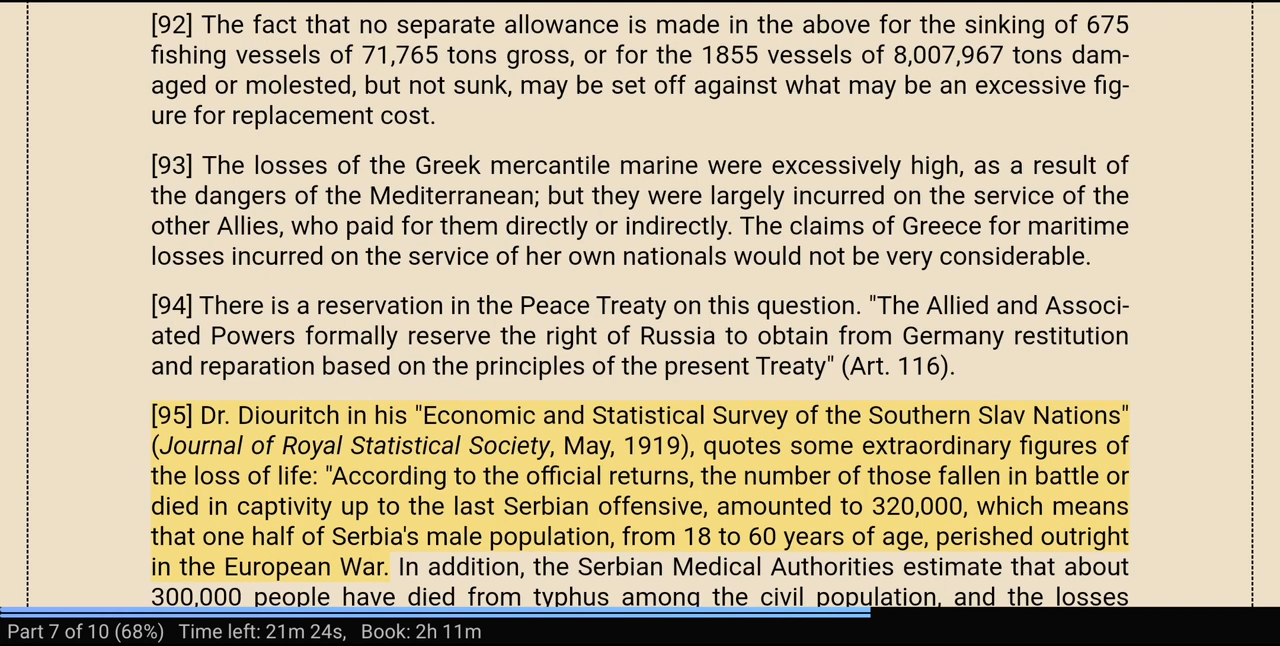 [92] The fact that no separate allowance is made in the above for the sinking of 675
fishing vessels of 71,765 tons gross, or for the 1855 vessels of 8,007,967 tons dam-
aged or molested, but not sunk, may be set off against what may be an excessive fig-
ure for replacement cost.
[93] The losses of the Greek mercantile marine were excessively high, as a result of
the dangers of the Mediterranean; but they were largely incurred on the service of the
other Allies, who paid for them directly or indirectly. The claims of Greece for maritime
losses incurred on the service of her own nationals would not be very considerable.
[94] There is a reservation in the Peace Treaty on this question. "The Allied and Associ-
ated Powers formally reserve the right of Russia to obtain from Germany restitution
and reparation based on the principles of the present Treaty" (Art. 116).
[95] Dr. Diouritch in his "Economic and Statistical Survey of the Southern Slav Nations"
(Journal of Royal Statistical Society, May, 1919), quotes some extraordinary figures of
the loss of life: "According to the official returns, the number of those fallen in battle or
died in captivity up to the last Serbian offensive, amounted to 320,000, which means
that one half of Serbia's male population, from 18 to 60 years of age, perished outright
in the European War. In addition, the Serbian Medical Authorities estimate that about
300,000 people have died from typhus among the civil population, and the losses
Part 7 of 10 (68%) Time left: 21m 24s, Book: 2h 11m